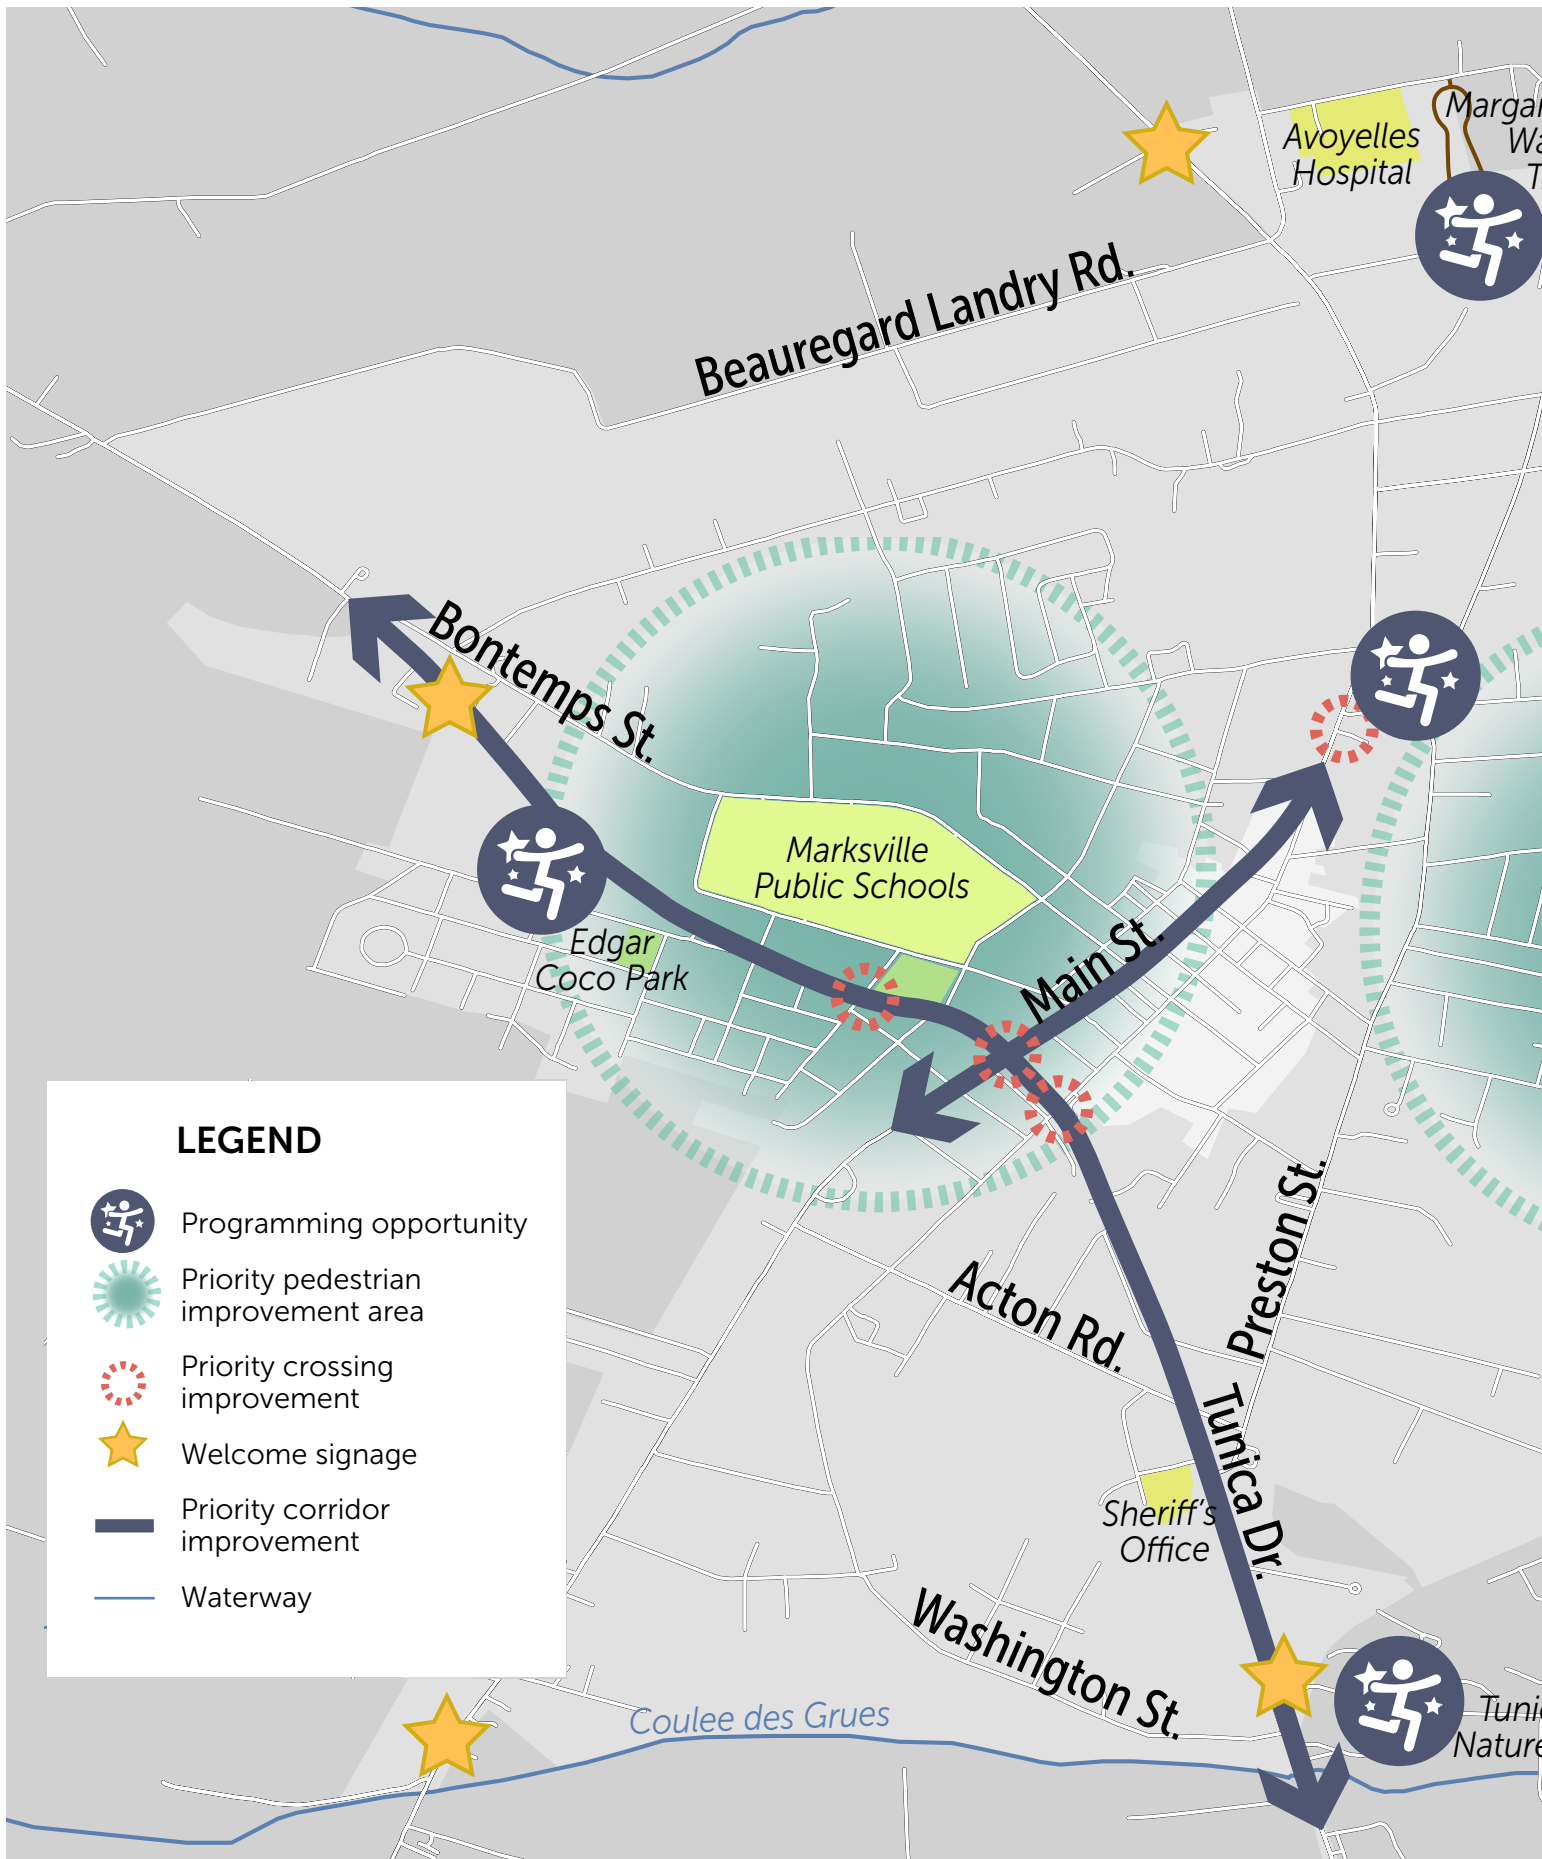 Avoyelles
Hospital
Beauregard Landry Rd.
Bontemps St.
Marksville
Public Schools
Main St.
Edgar
Coco Park
LEGEND
Programming opportunity
Priority pedestrian
improvement area
Priority crossing
improvement
Welcome signage
Priority corridor
improvement
Waterway
Preston St.
Acton Rd.
Tunica Dr.
Sheriff's
Office
Washington St.
Coulee des Grues
Nature